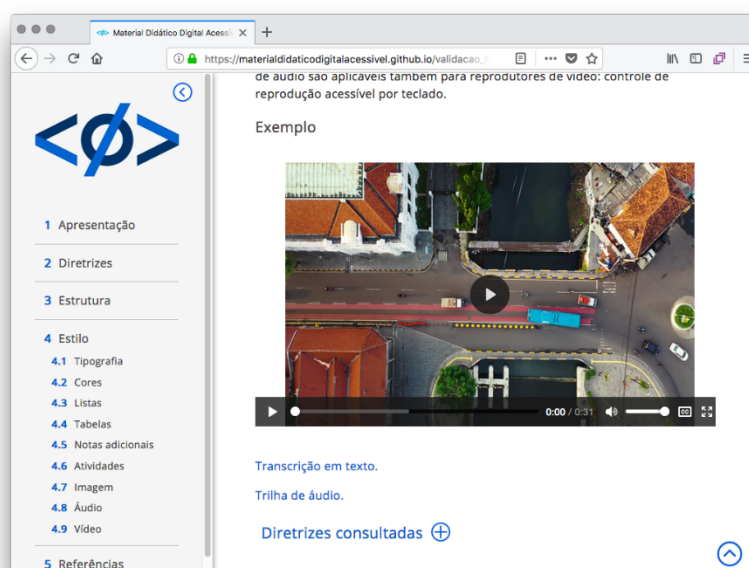 Material Didático Digital Acessív
https://materialdidaticodigitalacessivel.github.io/validacao_
de áudio são aplicáveis também para reprodutores de vídeo: controle de
reprodução acessível por teclado.
Exemplo
1 Apresentação
2 Diretrizes
3 Estrutura
4 Estilo
4.1 Tipografia
4.2 Cores
4.3 Listas
4.4 Tabelas
4.5 Notas adicionais
4.6 Atividades
4.7 Imagem
4.8 Áudio
4.9 Vídeo
5 Referências
0:00 / 0:31
CC
Transcrição em texto.
Trilha de áudio.
Diretrizes consultadas